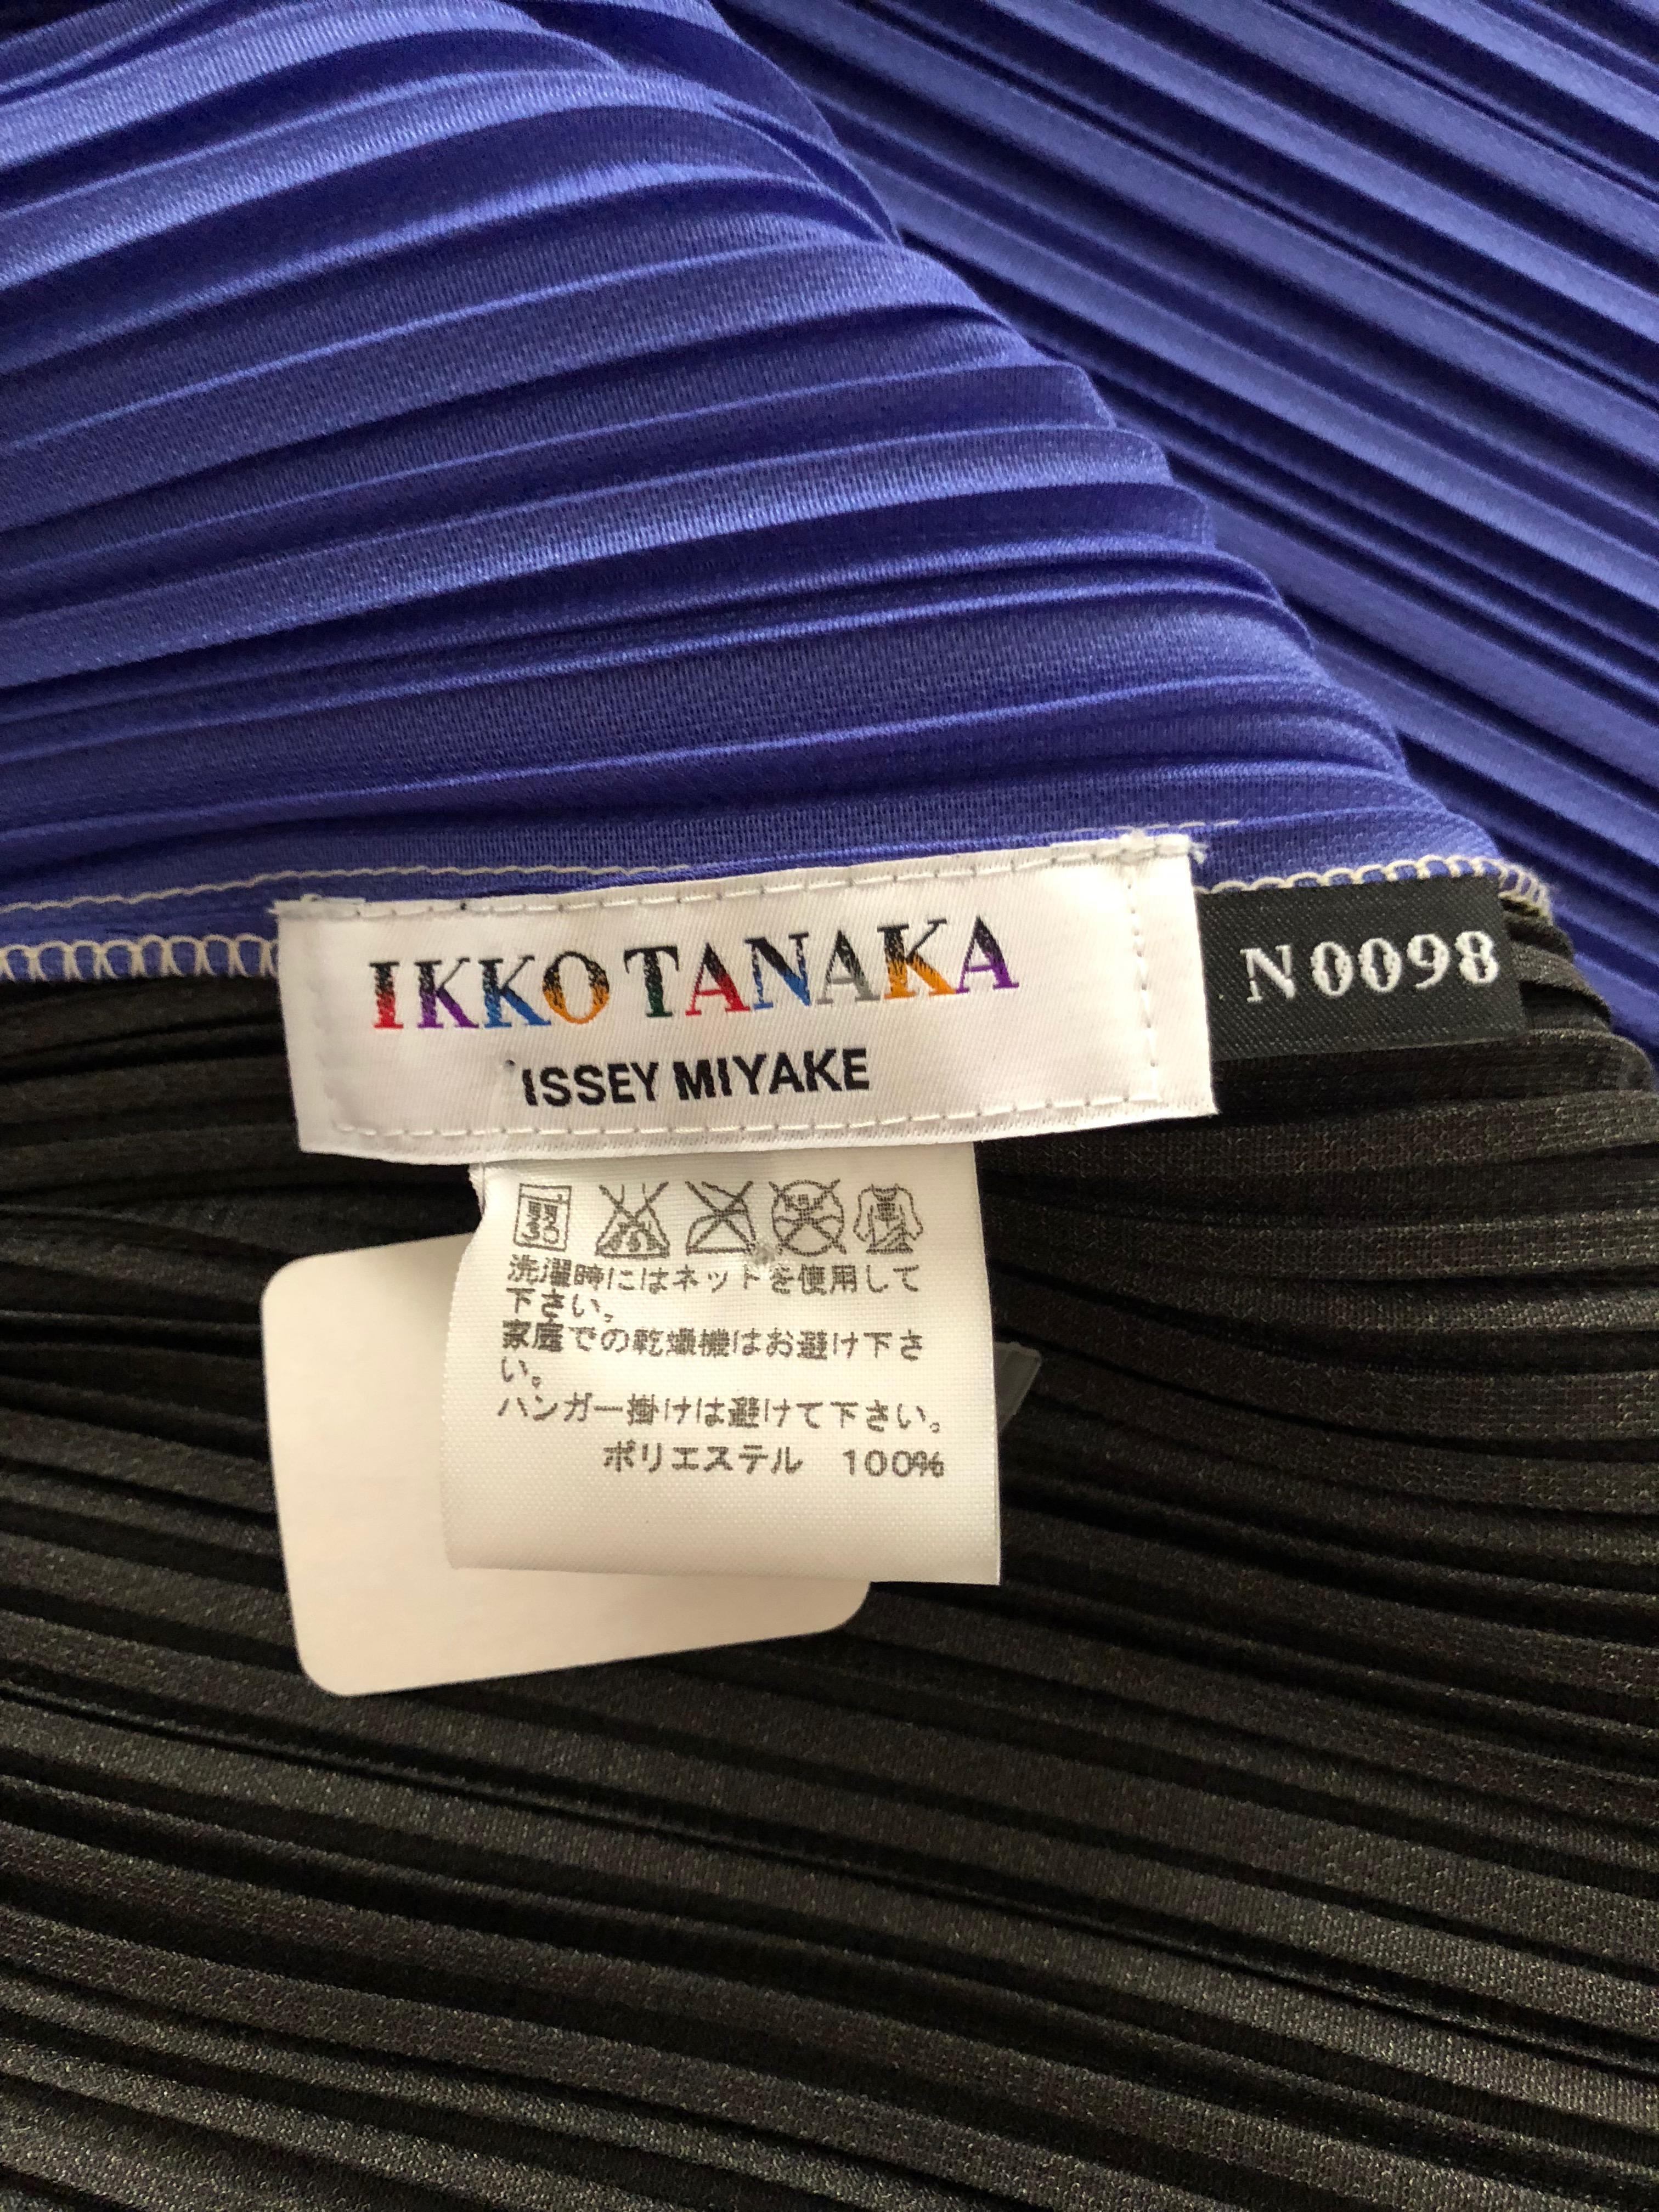 IKKO TANAKA
ISSEY MIYAKE
N0098
洗濯時にはネットを使用して
下さい。
家庭での乾燥機はお避け下さ
い。
ハンガー掛けは避けて下さい。
ポリエステル 100%